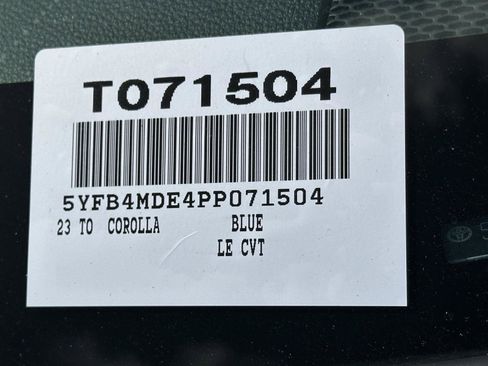 T071504
5YFB4MDE4PP071504
23 TO COROLLA BLUE
LE CVT